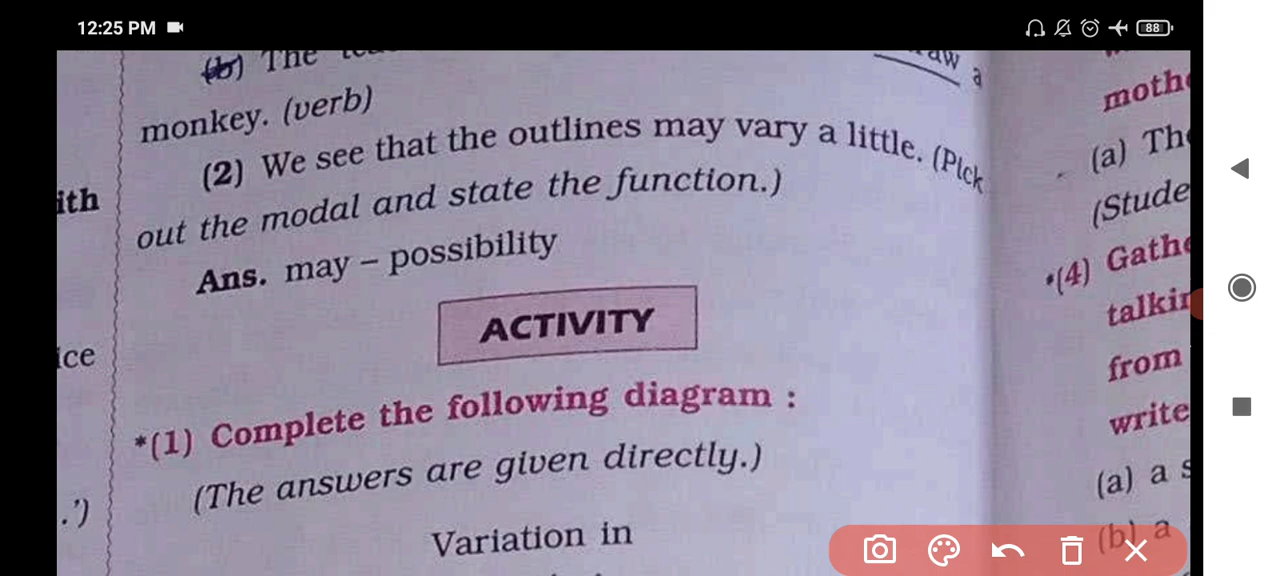 12:25 PM
88
(b) The
monkey. (verb)
(2) We see that the outlines may vary a little. (Pick
out the modal and state the function.)
Ans. may – possibility
ACTIVITY
*(1) Complete the following diagram :
(The answers are given directly.)
Variation in
ith
ice
.')
aw a
moth
(a) Th
(Stude
*(4) Gath
talki
from
write
(a) a s
(b) a